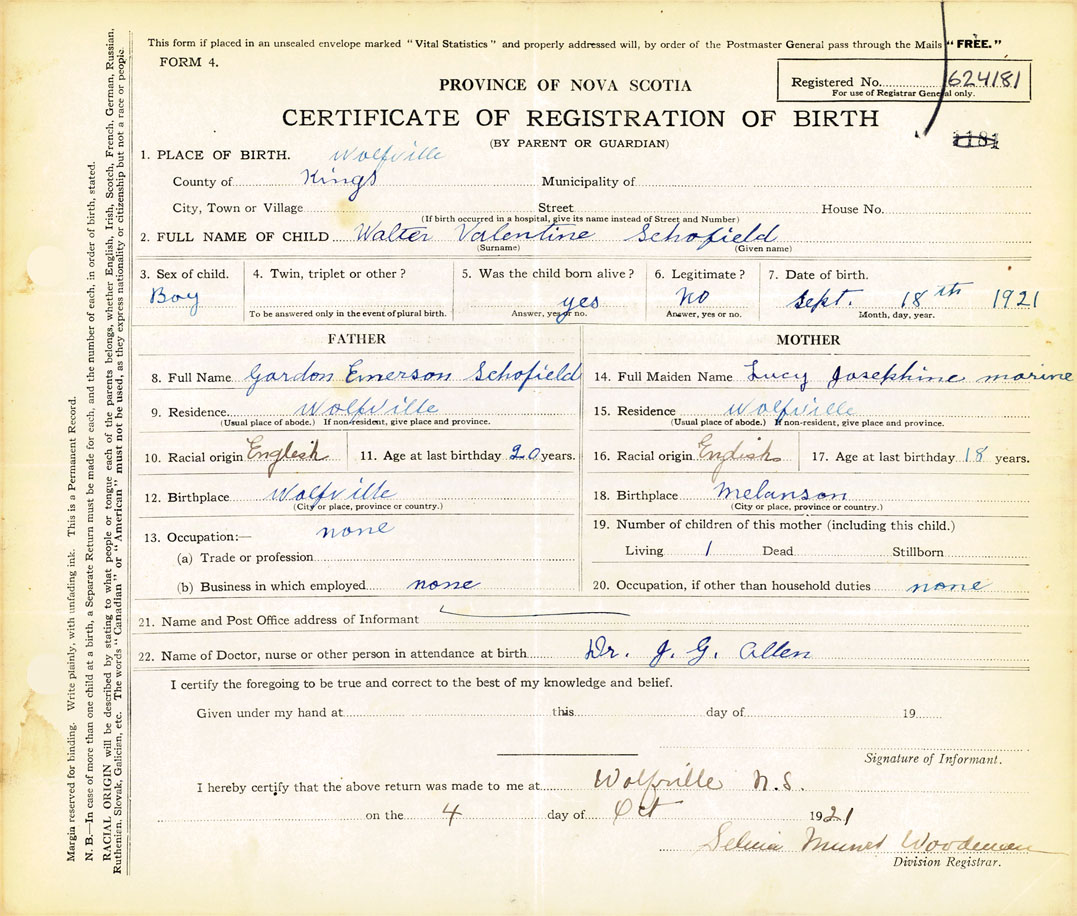 This form if placed in an unsealed envelope marked "Vital Statistics" and properly addressed will, by order of the Postmaster General pass through the Mails "FREE."
FORM 4.
PROVINCE OF NOVA SCOTIA
Registered No. 624181
For use of Registrar General only.
CERTIFICATE OF REGISTRATION OF BIRTH
(BY PARENT OR GUARDIAN)
1181
1. PLACE OF BIRTH. Wolfville
County of Kings Municipality of
City, Town or Village Street House No.
(If birth occurred in a hospital, give its name instead of Street and Number)
2. FULL NAME OF CHILD Walter Valentine Schofield
(Surname) (Given name)
3. Sex of child. 4. Twin, triplet or other? 5. Was the child born alive? 6. Legitimate? 7. Date of birth.
Boy yes No Sept. 18th 1921
To be answered only in the event of plural birth. Answer, yes or no. Answer, yes or no. Month, day, year.
FATHER
8. Full Name Gordon Emerson Schofield
9. Residence. Wolfville
(Usual place of abode.) If non-resident, give place and province.
10. Racial origin English 11. Age at last birthday 20 years.
12. Birthplace Wolfville
(City or place, province or country.)
13. Occupation:— none
(a) Trade or profession
(b) Business in which employed none
MOTHER
14. Full Maiden Name Lucy Josephine marine
15. Residence Wolfville
(Usual place of abode.) If non-resident, give place and province.
16. Racial origin English 17. Age at last birthday 18 years.
18. Birthplace Melanson
(City or place, province or country.)
19. Number of children of this mother (including this child.)
Living 1 Dead Stillborn
20. Occupation, if other than household duties none
21. Name and Post Office address of Informant
22. Name of Doctor, nurse or other person in attendance at birth Dr. J. G. Allen
I certify the foregoing to be true and correct to the best of my knowledge and belief.
Given under my hand at this day of 19
Signature of Informant.
I hereby certify that the above return was made to me at Wolfville N.S.
on the 4 day of Oct 1921
Woodman
Division Registrar.
Margin reserved for binding. Write plainly, with unfading ink. This is a Permanent Record.
N. B.—In case of more than one child at a birth, a Separate Return must be made for each, and the number of each, in order of birth, stated.
RACIAL ORIGIN will be described by stating to what people or tongue each of the parents belongs, whether English, Irish, Scotch, French, German, Russian,
Ruthenian, Slovak, Galician, etc. The words "Canadian" or "American" must not be used, as they express nationality or citizenship but not a race or people.